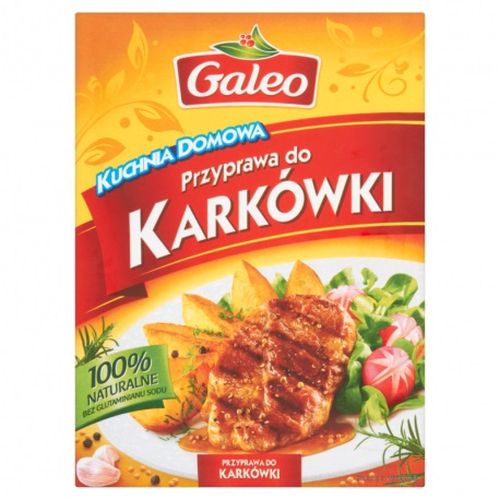 Galeo
KUCHNIA DOMOWA
Przyprawa do
KARKÓWKI
100%
NATURALNE
BEZ GLUTAMINIANU SODU
PRZYPRAWA DO
KARKÓWKI